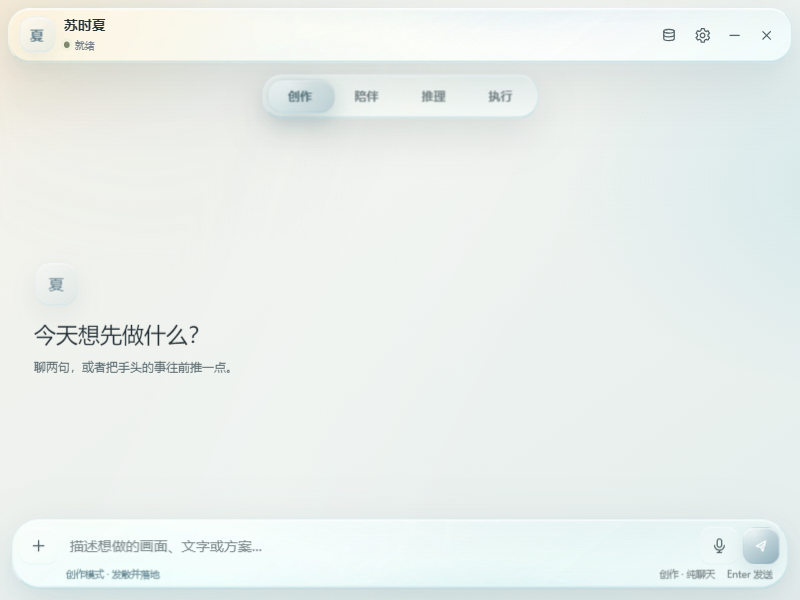 夏
苏时夏
就绪
创作 陪伴 推理 执行
夏
今天想先做什么？
聊两句，或者把手头的事往前推一点。
描述想做的画面、文字或方案...
创作模式 · 发散并落地
创作 · 纯聊天 Enter 发送